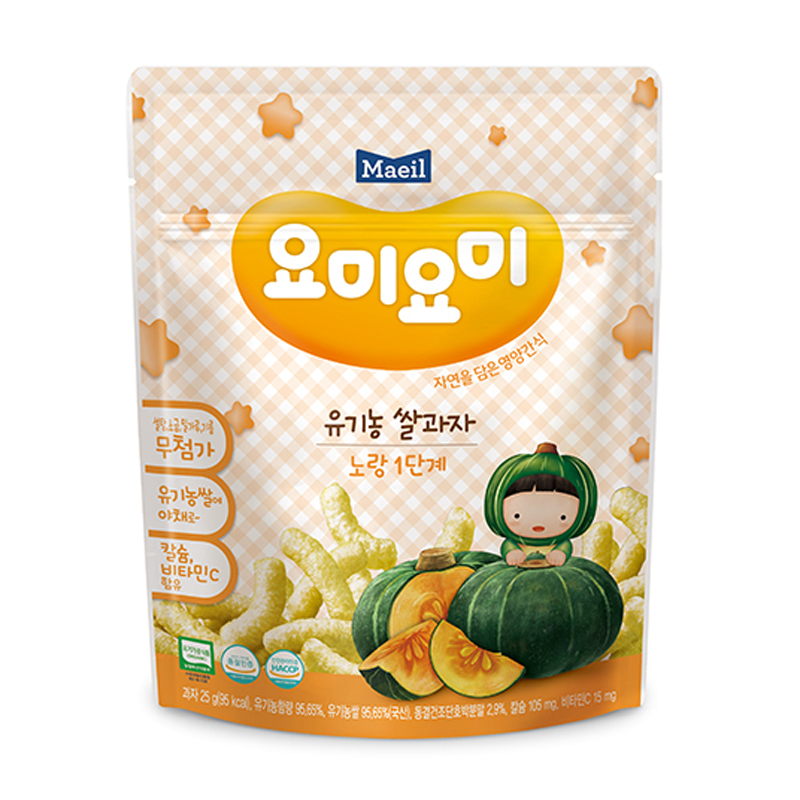 Maeil
요미요미
자연을 담은 영양간식
유기농 쌀과자
노랑 1단계
무첨가
유기농쌀에
야채로~
칼슘,
비타민C
함유
품질인증
HACCP
과자 25 g(95 kcal), 유기농함량 95.65%, 유기농쌀 95.65%(국산), 동결건조단호박분말 2.9%, 칼슘 105 mg, 비타민C 15 mg